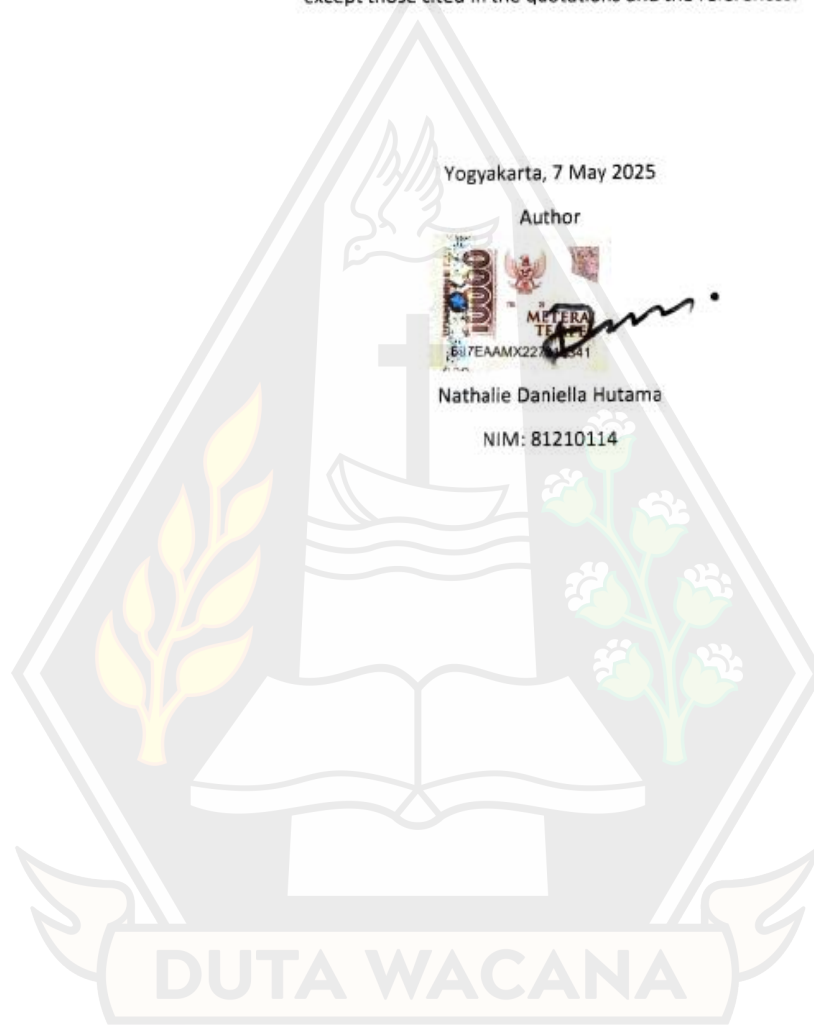 except those cited in the quotations and the references.
Yogyakarta, 7 May 2025
Author
10000
METERAI
Nathalie Daniella Hutama
NIM: 81210114
DUTA WACANA